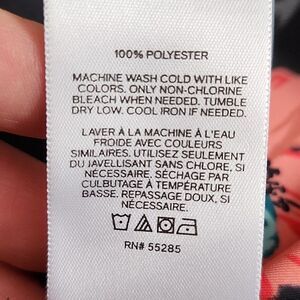 100% POLYESTER
MACHINE WASH COLD WITH LIKE
COLORS. ONLY NON-CHLORINE
BLEACH WHEN NEEDED. TUMBLE
DRY LOW. COOL IRON IF NEEDED.
LAVER À LA MACHINE À L'EAU
FROIDE AVEC COULEURS
SIMILAIRES. UTILISEZ SEULEMENT
DU JAVELLISANT SANS CHLORE, SI
NÉCESSAIRE. SÉCHAGE PAR
CULBUTAGE À TEMPÉRATURE
BASSE. REPASSAGE DOUX, SI
NÉCESSAIRE.
RN# 55285